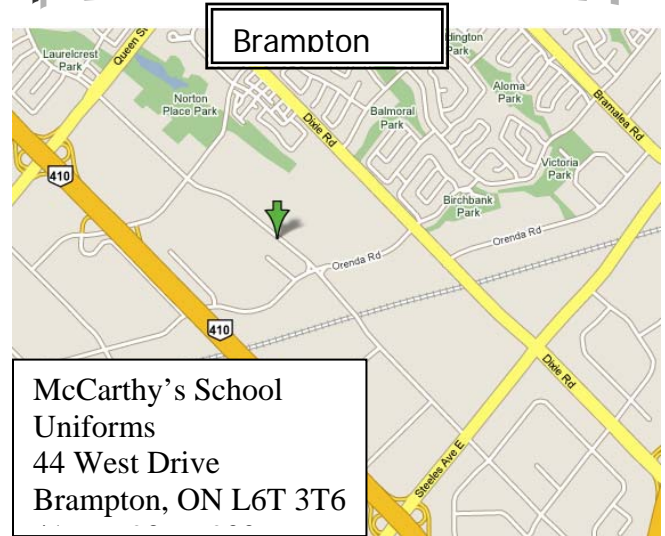 Brampton
Laurelcrest
Park
Queen St
Norton
Place Park
Dixie Rd
Balmoral
Park
Aloma
Park
Bramalea Rd
Victoria
Park
Birchbank
Park
410
Orenda Rd
Orenda Rd
410
Dixie Rd
Steeles Ave E
McCarthy’s School
Uniforms
44 West Drive
Brampton, ON L6T 3T6